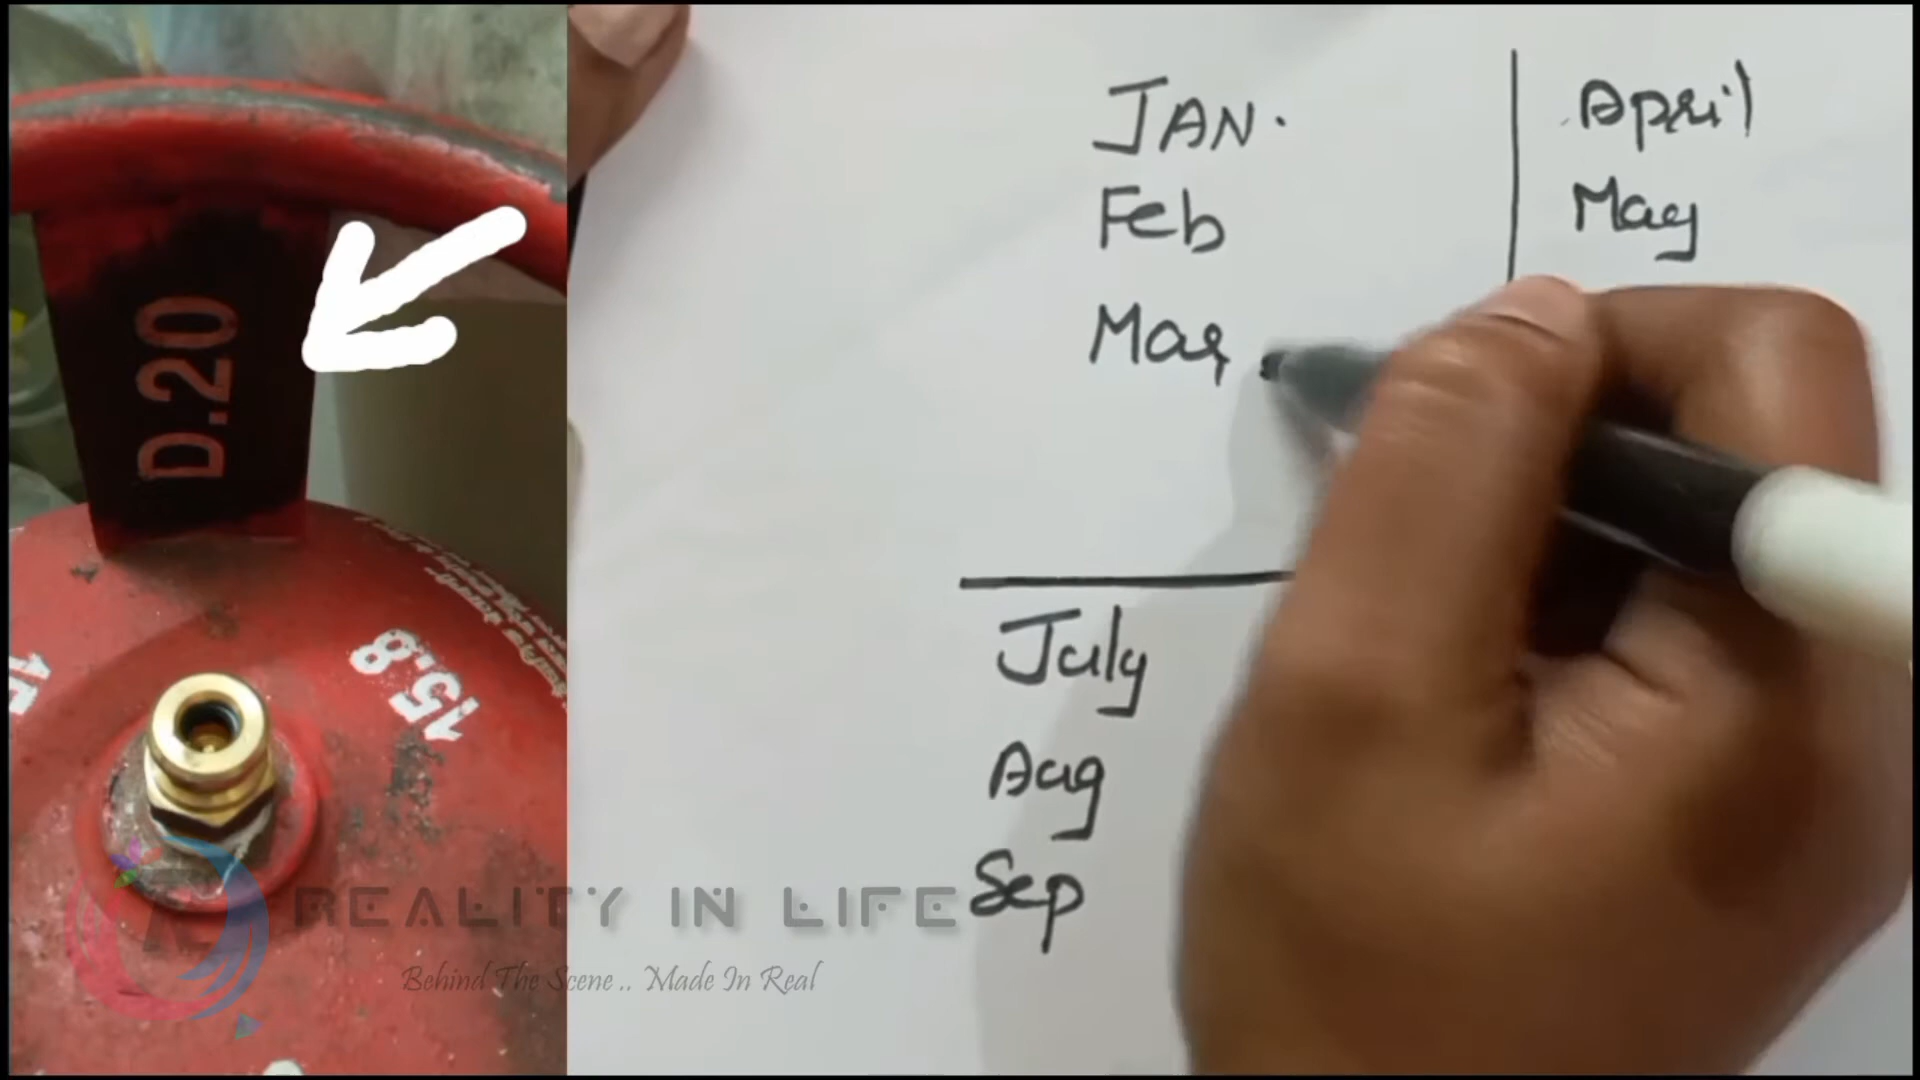 D.20
15.8
15
JAN.
Feb
Mar
April
May
July
Aug
Sep
REALITY IN LIFE
Behind The Scene .. Made In Real